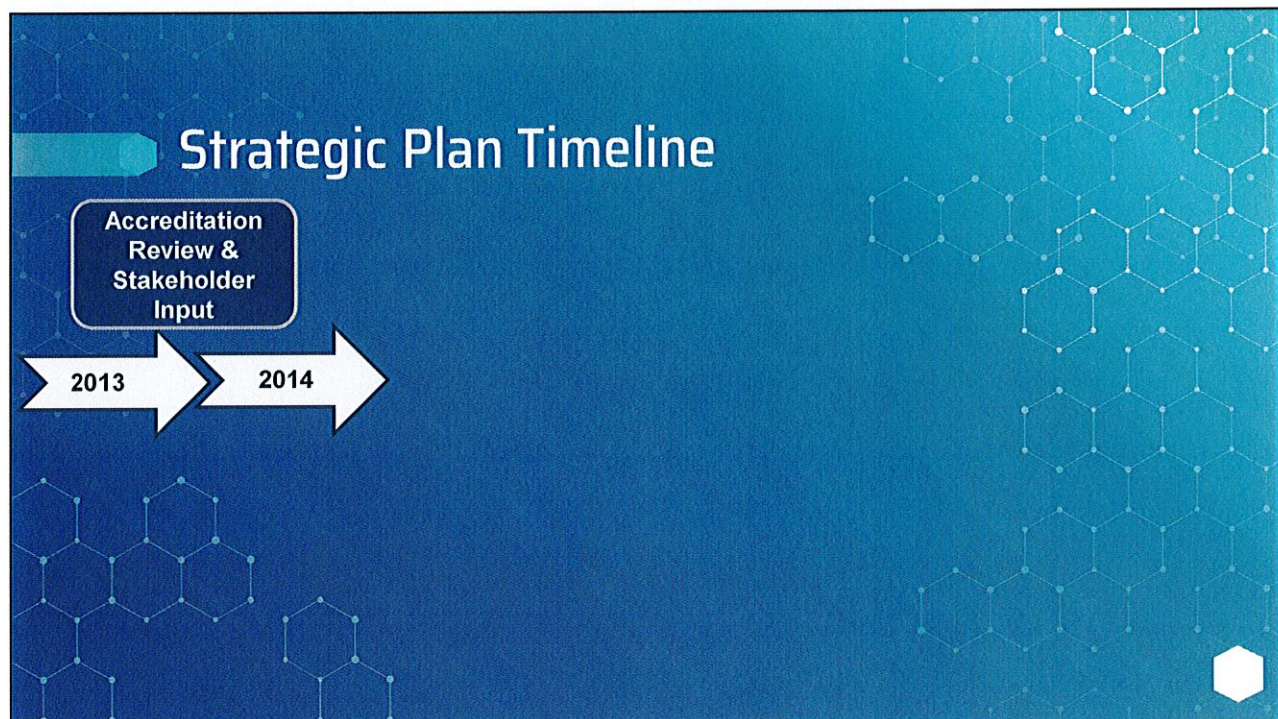 Strategic Plan Timeline
Accreditation
Review &
Stakeholder
Input
2013
2014